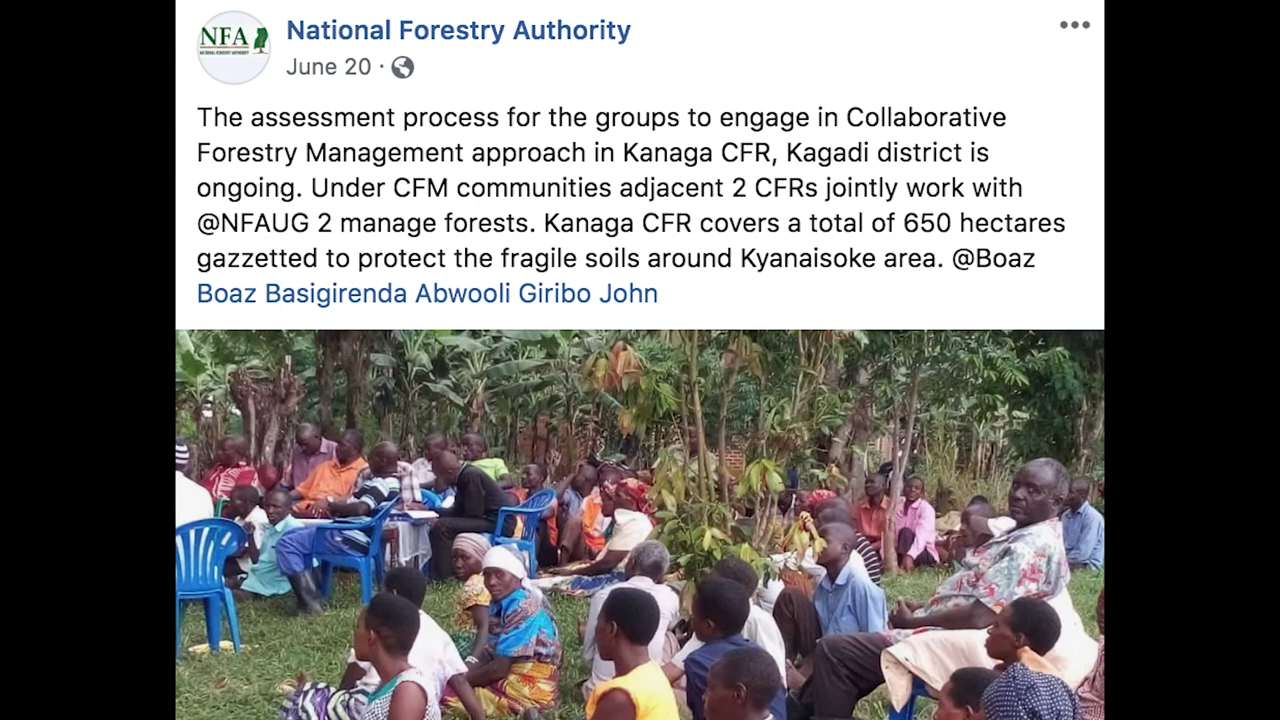 NFA
NATIONAL FORESTRY AUTHORITY
National Forestry Authority
June 20 ·
The assessment process for the groups to engage in Collaborative
Forestry Management approach in Kanaga CFR, Kagadi district is
ongoing. Under CFM communities adjacent 2 CFRs jointly work with
@NFAUG 2 manage forests. Kanaga CFR covers a total of 650 hectares
gazzetted to protect the fragile soils around Kyanaisoke area. @Boaz
Boaz Basigirenda Abwooli Giribo John